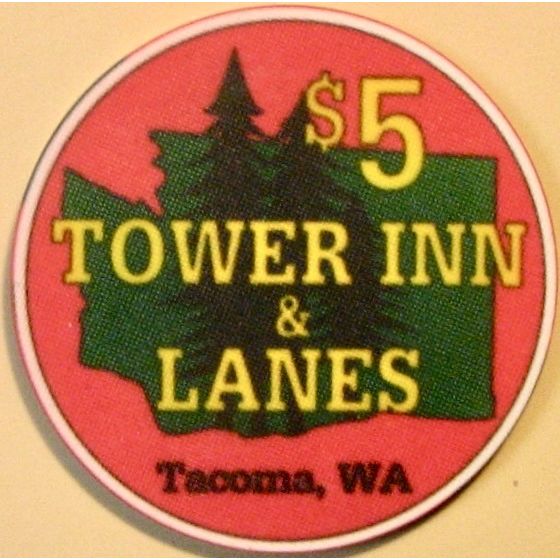 $5
TOWER INN
&
LANES
Tacoma, WA